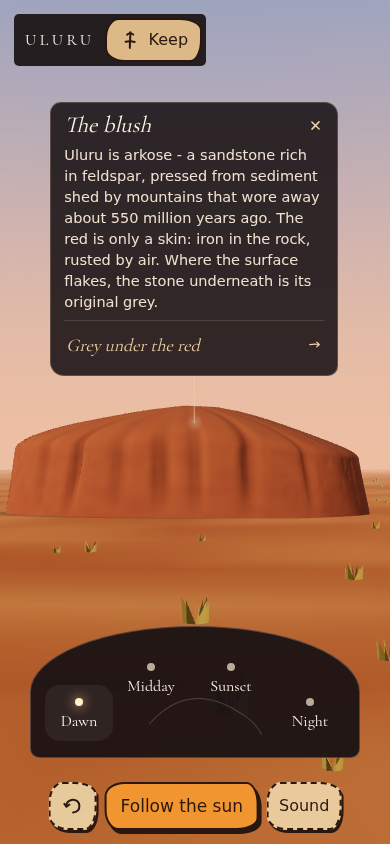 ULURU
Keep
The blush
Uluru is arkose - a sandstone rich
in feldspar, pressed from sediment
shed by mountains that wore away
about 550 million years ago. The
red is only a skin: iron in the rock,
rusted by air. Where the surface
flakes, the stone underneath is its
original grey.
Grey under the red
Midday
Sunset
Dawn
Night
Follow the sun
Sound